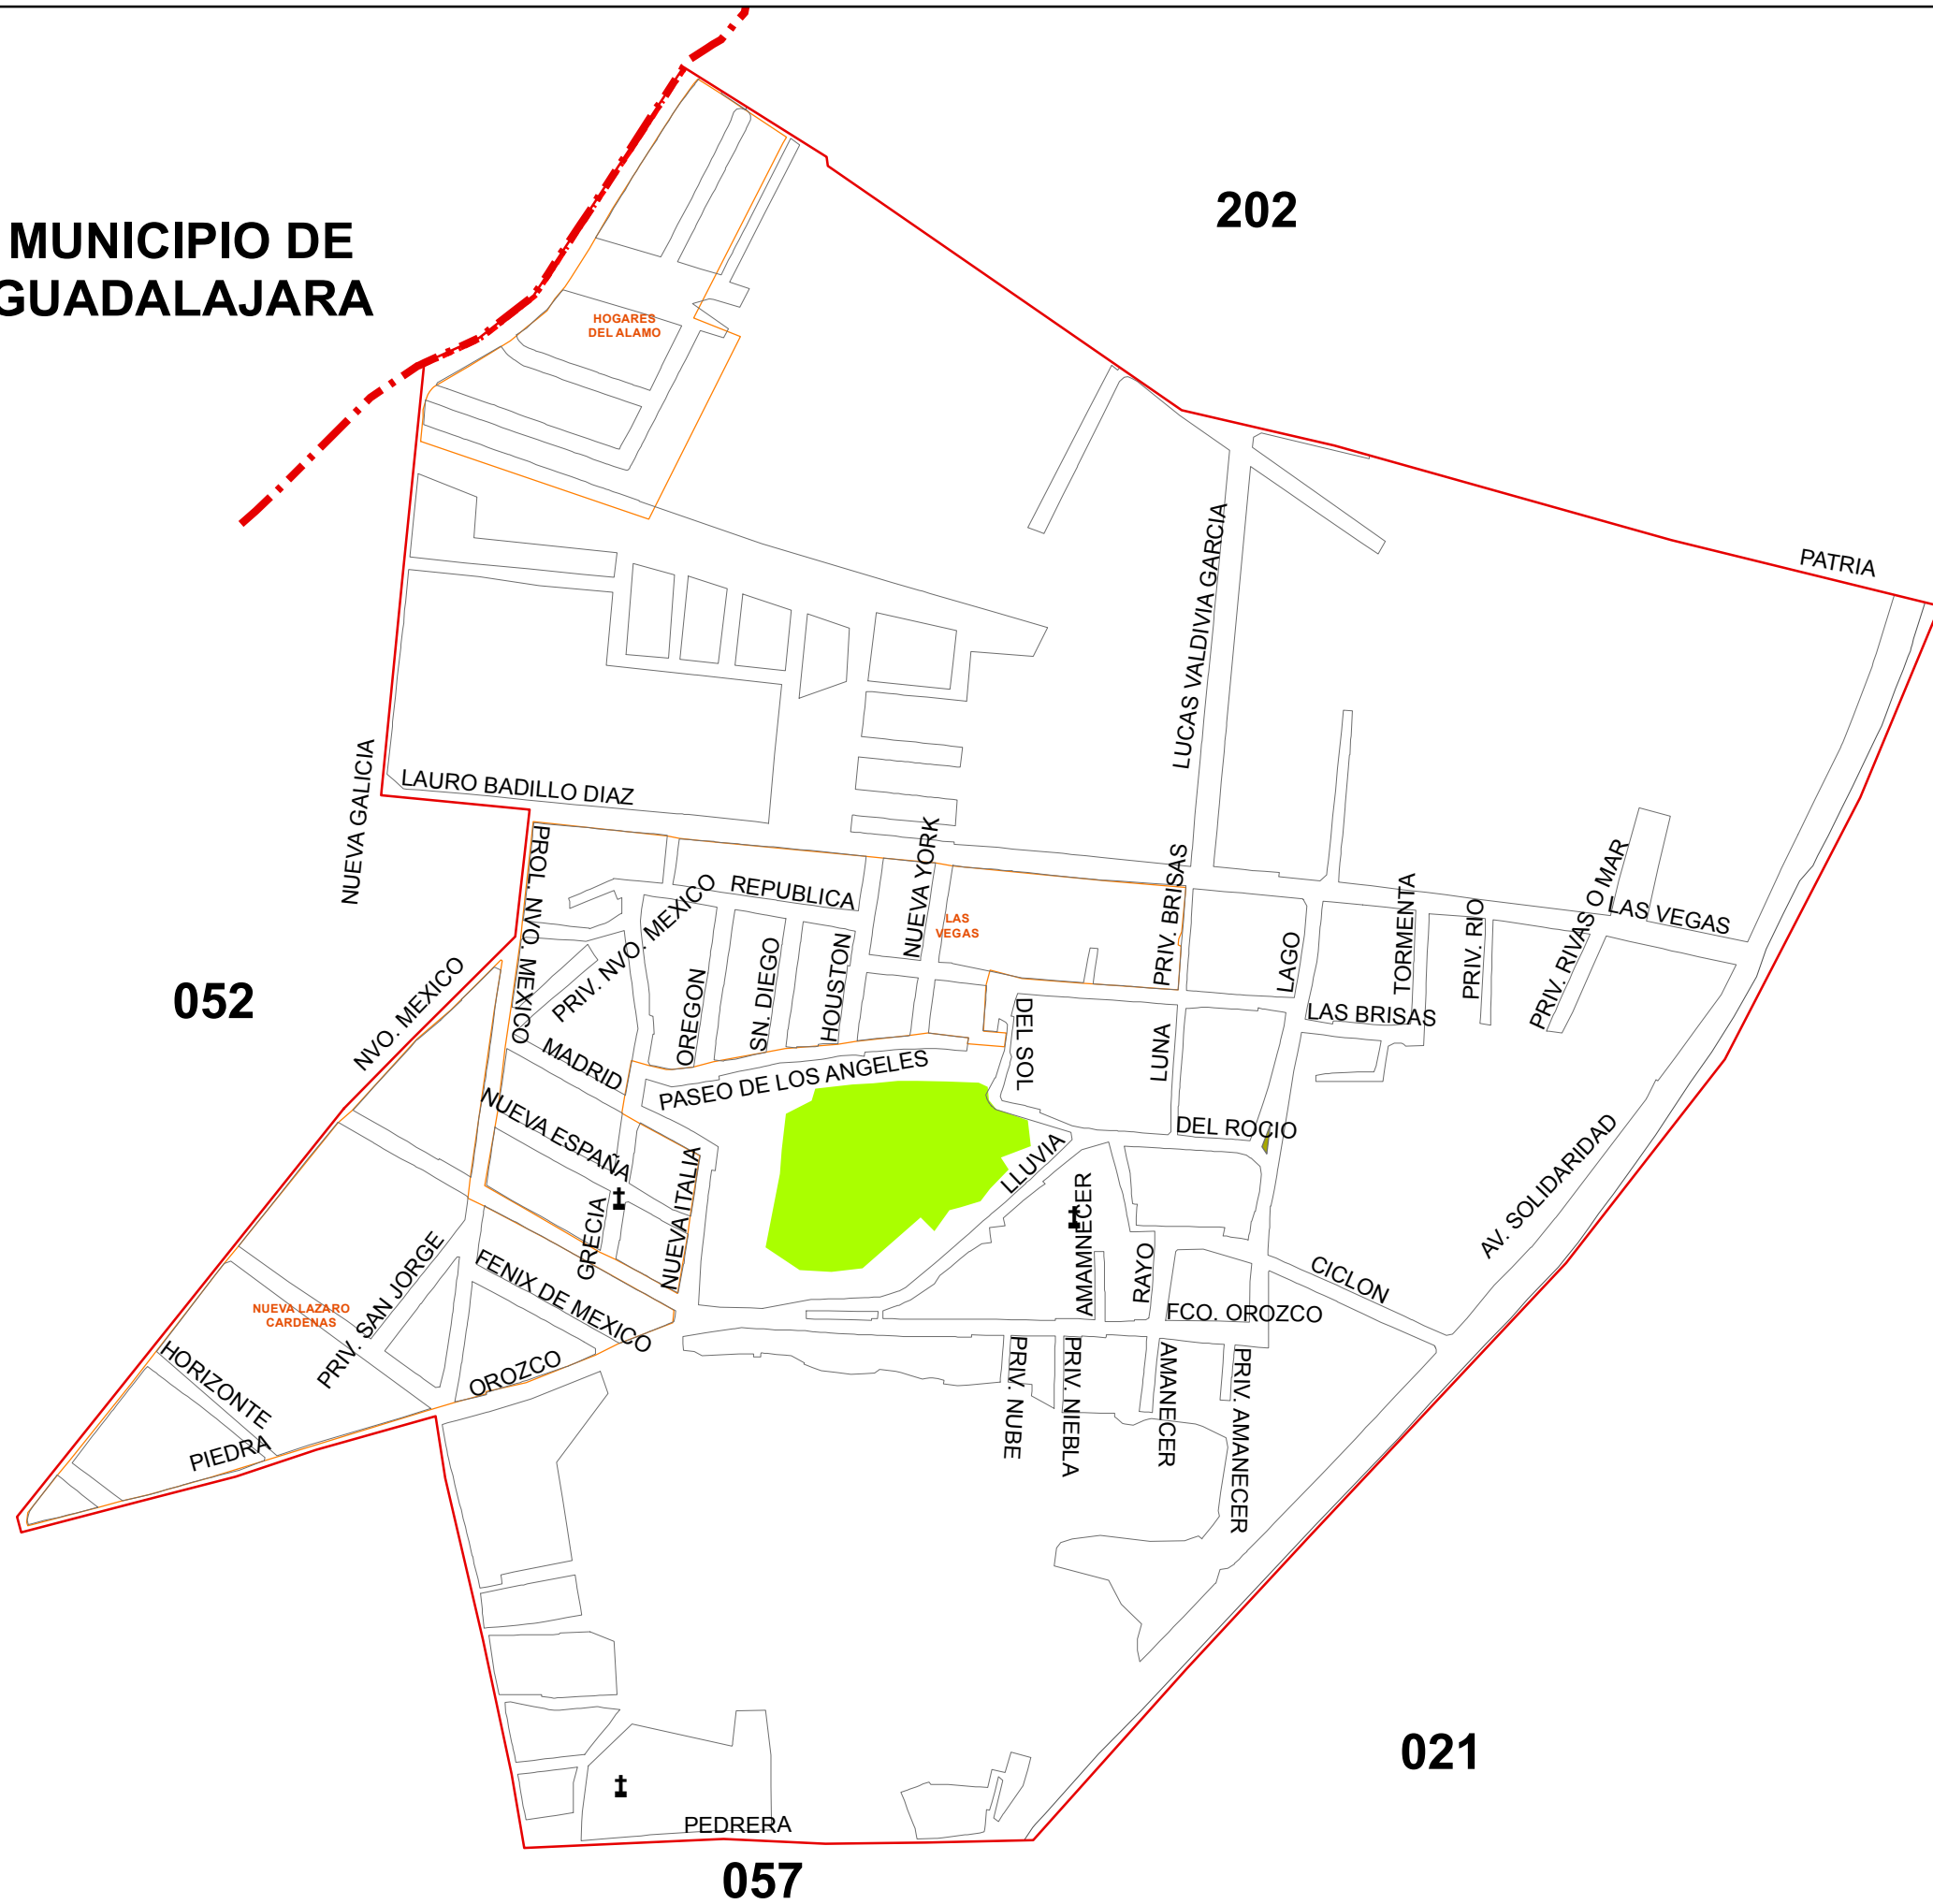 202
MUNICIPIO DE
GUADALAJARA
HOGARES
DEL ALAMO
PATRIA
LUCAS VALDIVIA GARCIA
NUEVA GALICIA
LAURO BADILLO DIAZ
PROL. NVO. MEXICO
REPUBLICA
NUEVA YORK
PRIV. BRISAS
TORMENTA
PRIV. RIO
PRIV. RIVAS O MAR
LAS VEGAS
LAS
VEGAS
PRIV. NVO. MEXICO
052
NVO. MEXICO
OREGON
SN. DIEGO
HOUSTON
LAGO
LAS BRISAS
DEL SOL
LUNA
MADRID
PASEO DE LOS ANGELES
NUEVA ESPAÑA
DEL ROCIO
LLUVIA
AV. SOLIDARIDAD
GRECIA
NUEVA ITALIA
AMAMNECER
RAYO
CICLON
PRIV. SAN JORGE
FENIX DE MEXICO
FCO. OROZCO
NUEVA LAZARO
CARDENAS
HORIZONTE
OROZCO
PIEDRA
PRIV. NUBE
PRIV. NIEBLA
AMANECER
PRIV. AMANECER
021
PEDRERA
057